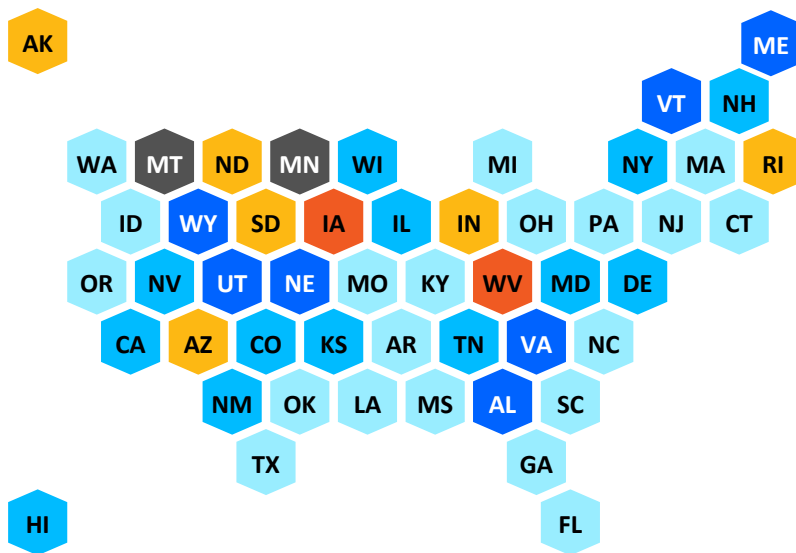 AK
ME
VT NH
WA MT ND MN WI MI NY MA RI
ID WY SD IA IL IN OH PA NJ CT
OR NV UT NE MO KY WV MD DE
CA AZ CO KS AR TN VA NC
NM OK LA MS AL SC
TX GA
HI FL